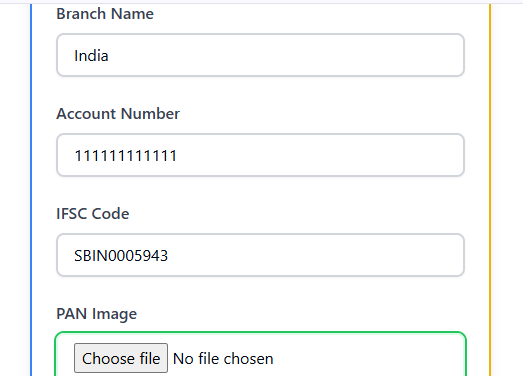 Branch Name
India
Account Number
111111111111
IFSC Code
SBIN0005943
PAN Image
Choose file No file chosen